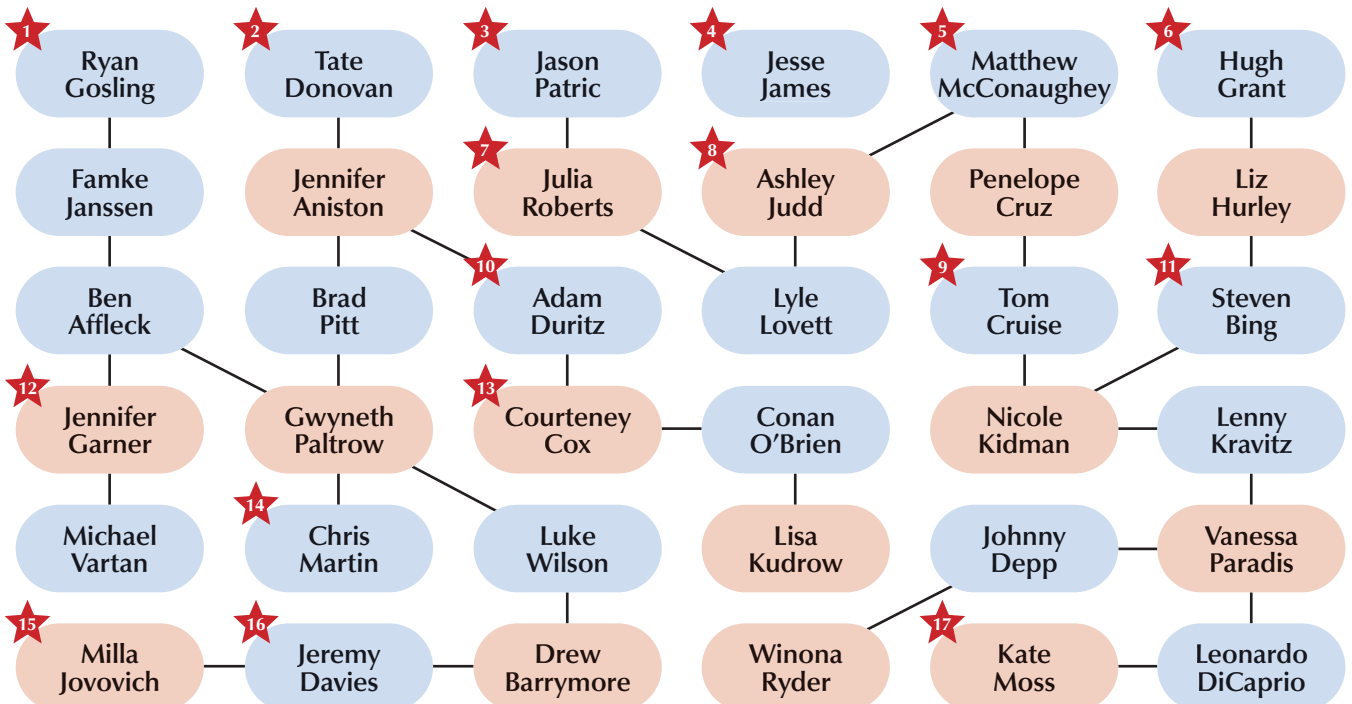 1
Ryan
Gosling
2
Tate
Donovan
3
Jason
Patric
4
Jesse
James
5
Matthew
McConaughey
6
Hugh
Grant
Famke
Janssen
Jennifer
Aniston
7
Julia
Roberts
8
Ashley
Judd
Penelope
Cruz
Liz
Hurley
Ben
Affleck
Brad
Pitt
10
Adam
Duritz
Lyle
Lovett
9
Tom
Cruise
11
Steven
Bing
12
Jennifer
Garner
Gwyneth
Paltrow
13
Courteney
Cox
Conan
O’Brien
Nicole
Kidman
Lenny
Kravitz
Michael
Vartan
14
Chris
Martin
Luke
Wilson
Lisa
Kudrow
Johnny
Depp
Vanessa
Paradis
15
Milla
Jovovich
16
Jeremy
Davies
Drew
Barrymore
Winona
Ryder
17
Kate
Moss
Leonardo
DiCaprio